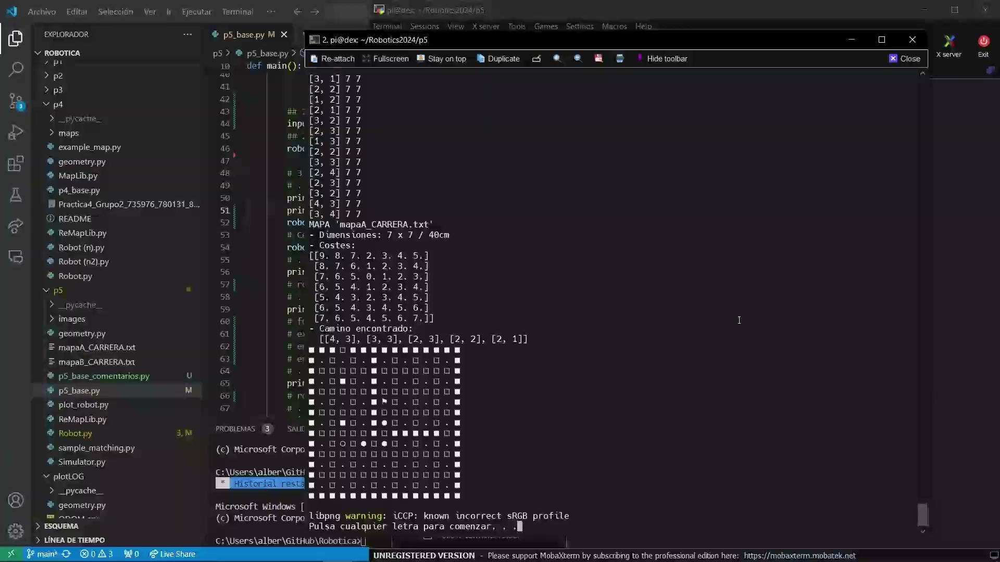 Archivo Editar Selección Ver Ir Ejecutar Terminal ···
pi@dex: ~/Robotics2024/p5
Terminal Sessions View X server Tools Games Settings Macros Help
X server Exit
EXPLORADOR ···
ROBOTICA
p1
p2
p3
p4
__pycache__
maps
example_map.py
geometry.py
MapLib.py
p4_base.py
Practica4_Grupo2_735976_780131_8...
README
ReMapLib.py
Robot (n).py
Robot (n2).py
Robot.py
p5
__pycache__
images
geometry.py
mapaA_CARRERA.txt
mapaB_CARRERA.txt
p5_base_comentarios.py U
p5_base.py M
plot_robot.py
ReMapLib.py
Robot.py 3, M
sample_matching.py
Simulator.py
plotLOG
__pycache__
geometry.py
ESQUEMA
LÍNEA DE TIEMPO
p5_base.py M
p5 > p5_base.py >
10 def main():
40
41
42
43 ##
44 inpu
45 ##
46 robo
47
48 # 3
49 # .
50 prin
51 prin
52 robo
53 # Co
54 robo
55 # .
56 prin
57 # ro
58 # .
59 prin
60 # fo
61 # ex
62 # en
63 # en
64 # .
65 prin
66 # ro
67 # .
PROBLEMAS 3 SALID
(c) Microsoft Corpo
C:\Users\alber\GitH
* Historial resta
Microsoft Windows [
(c) Microsoft Corpo
C:\Users\alber\GitHub\Robotica>
2. pi@dex: ~/Robotics2024/p5
Re-attach Fullscreen Stay on top Duplicate Hide toolbar Close
[3, 1] 7 7
[2, 2] 7 7
[1, 2] 7 7
[2, 1] 7 7
[3, 2] 7 7
[2, 3] 7 7
[1, 3] 7 7
[2, 2] 7 7
[3, 3] 7 7
[2, 4] 7 7
[2, 3] 7 7
[3, 2] 7 7
[4, 3] 7 7
[3, 4] 7 7
MAPA 'mapaA_CARRERA.txt'
- Dimensiones: 7 x 7 / 40cm
- Costes:
[[9. 8. 7. 2. 3. 4. 5.]
[8. 7. 6. 1. 2. 3. 4.]
[7. 6. 5. 0. 1. 2. 3.]
[6. 5. 4. 1. 2. 3. 4.]
[5. 4. 3. 2. 3. 4. 5.]
[6. 5. 4. 3. 4. 5. 6.]
[7. 6. 5. 4. 5. 6. 7.]]
- Camino encontrado:
[[4, 3], [3, 3], [2, 3], [2, 2], [2, 1]]
libpng warning: iCCP: known incorrect sRGB profile
Pulsa cualquier letra para comenzar. . .
main* 0 3 0 Live Share
UNREGISTERED VERSION - Please support MobaXterm by subscribing to the professional edition here: https://mobaxterm.mobatek.net